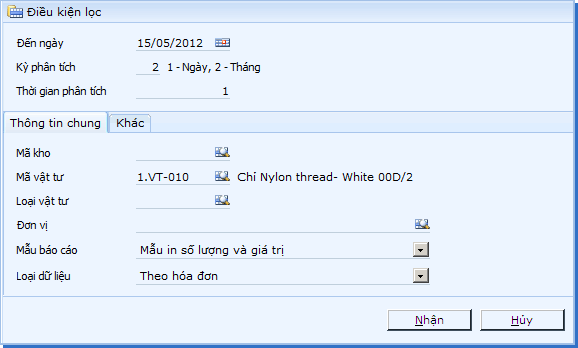 Điều kiện lọc
Đến ngày 15/05/2012
Kỳ phân tích 2 1 - Ngày, 2 - Tháng
Thời gian phân tích 1
Thông tin chung Khác
Mã kho
Mã vật tư 1.VT-010 Chỉ Nylon thread- White 00D/2
Loại vật tư
Đơn vị
Mẫu báo cáo Mẫu in số lượng và giá trị
Loại dữ liệu Theo hóa đơn
Nhận Hủy